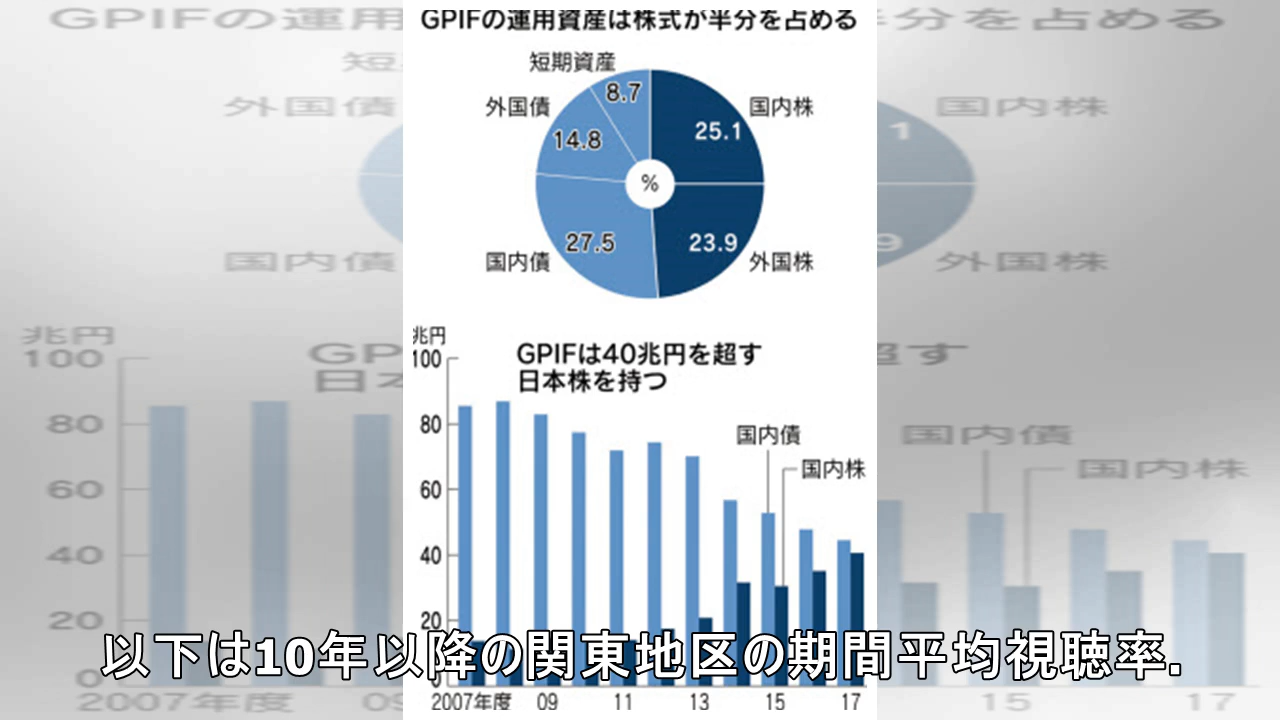 GPIFの運用資産は株式が半分を占める
短期資産
8.7
外国債
14.8
国内株
25.1
%
27.5
国内債
23.9
外国株
兆円
100
GPIFは40兆円を超す
日本株を持つ
80
国内債
国内株
60
40
20
0
以下は10年以降の関東地区の期間平均視聴率.
2007年度
09
11
13
15
17